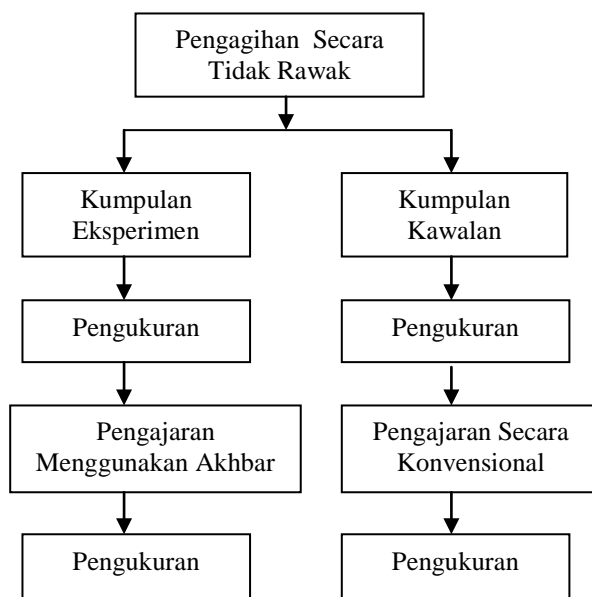 Pengagihan Secara
Tidak Rawak
Kumpulan
Eksperimen
Kumpulan
Kawalan
Pengukuran
Pengukuran
Pengajaran
Menggunakan Akhbar
Pengajaran Secara
Konvensional
Pengukuran
Pengukuran